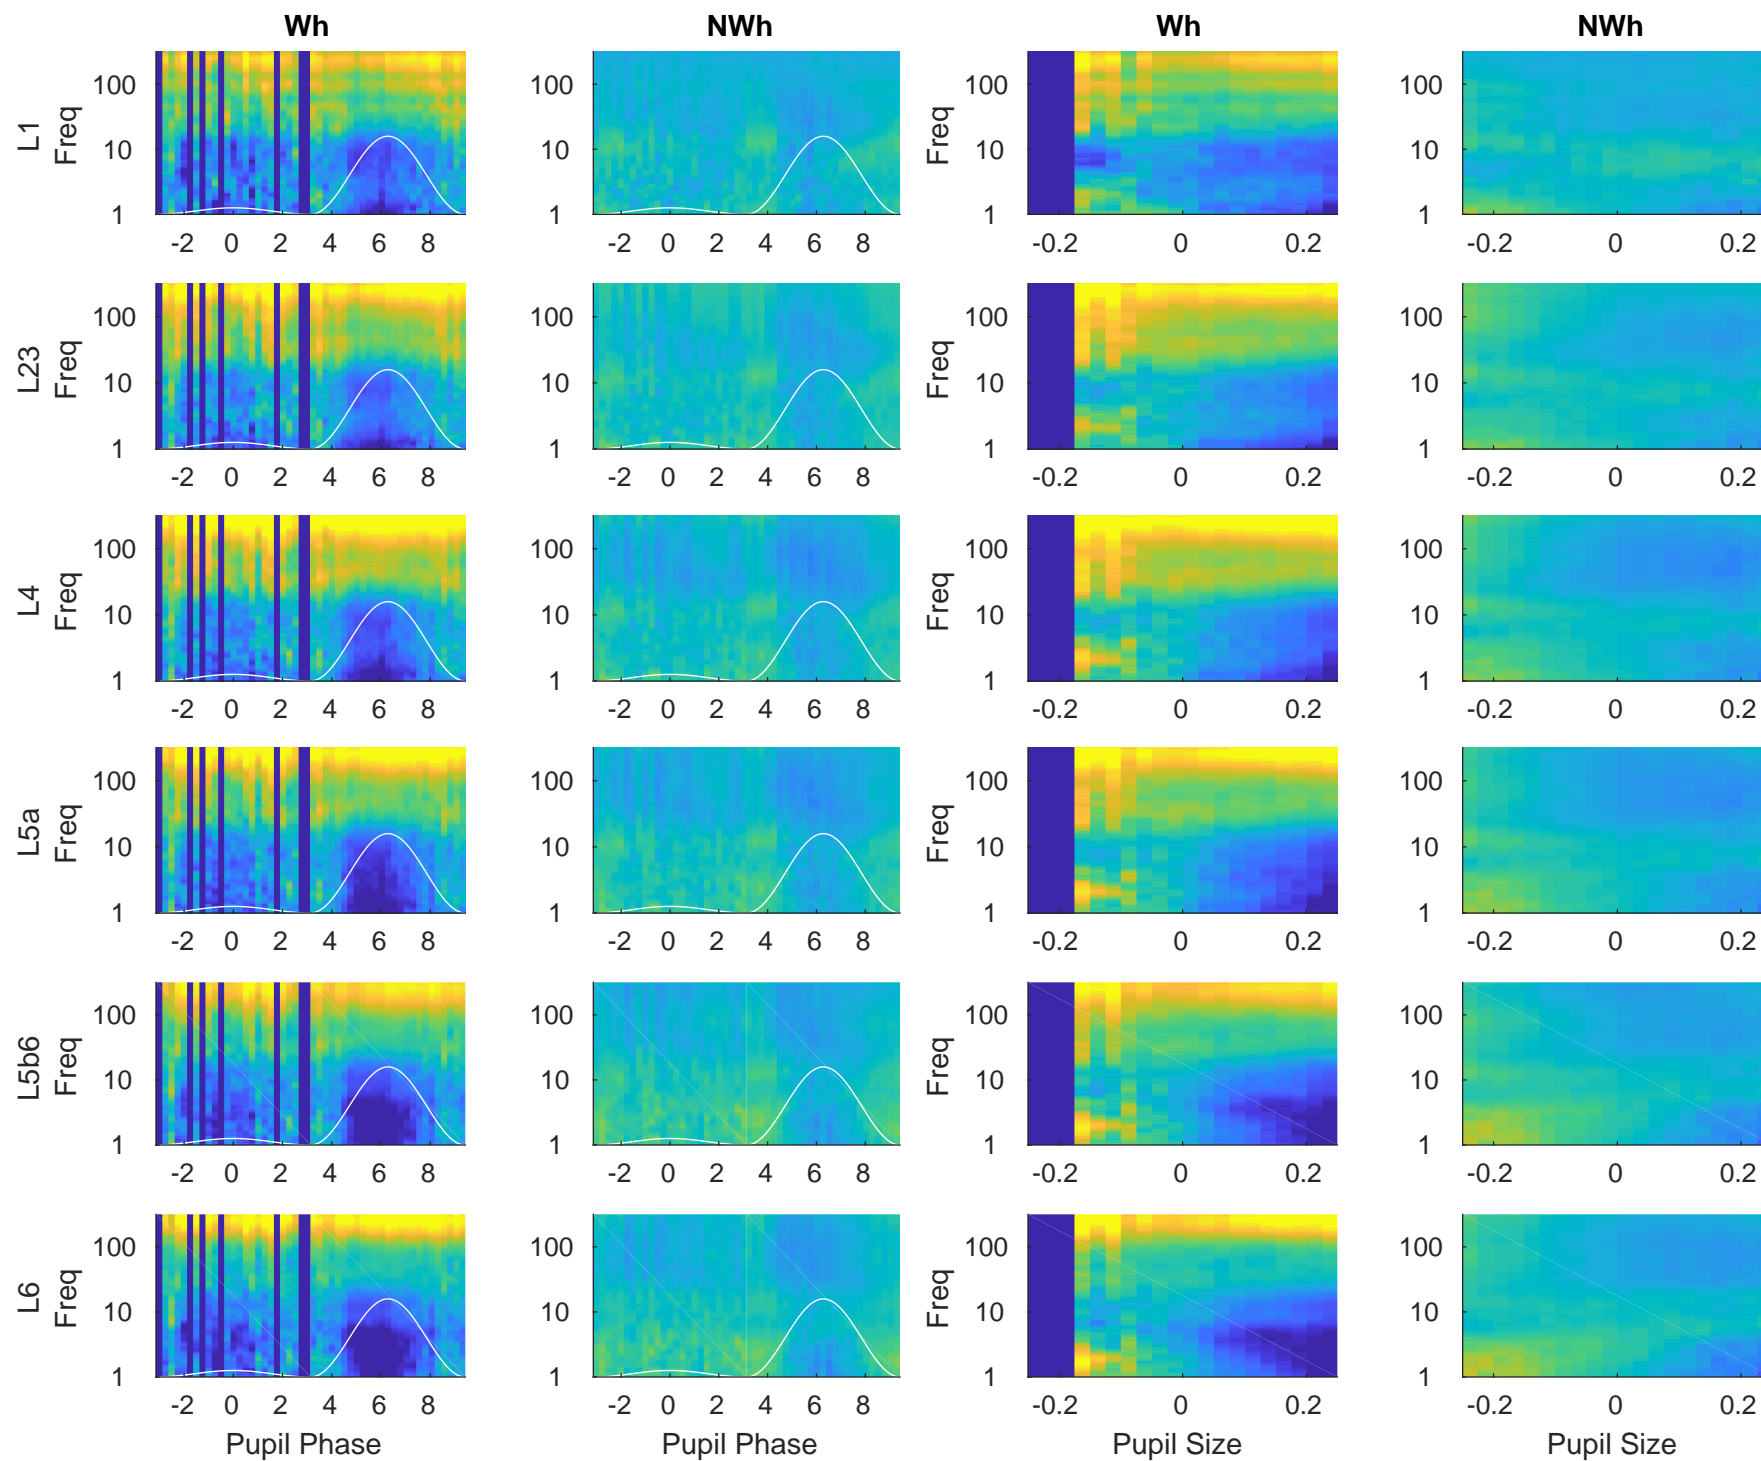 Wh NWh Wh NWh
L1 Freq 100 10 1 -2 0 2 4 6 8
-2 0 2 4 6 8
Freq 100 10 1 -0.2 0 0.2
100 10 1 -0.2 0 0.2
L23 Freq 100 10 1 -2 0 2 4 6 8
100 10 1 -2 0 2 4 6 8
Freq 100 10 1 -0.2 0 0.2
100 10 1 -0.2 0 0.2
L4 Freq 100 10 1 -2 0 2 4 6 8
100 10 1 -2 0 2 4 6 8
Freq 100 10 1 -0.2 0 0.2
100 10 1 -0.2 0 0.2
L5a Freq 100 10 1 -2 0 2 4 6 8
100 10 1 -2 0 2 4 6 8
Freq 100 10 1 -0.2 0 0.2
100 10 1 -0.2 0 0.2
L5b6 Freq 100 10 1 -2 0 2 4 6 8
100 10 1 -2 0 2 4 6 8
Freq 100 10 1 -0.2 0 0.2
100 10 1 -0.2 0 0.2
L6 Freq 100 10 1 -2 0 2 4 6 8
100 10 1 -2 0 2 4 6 8
Freq 100 10 1 -0.2 0 0.2
100 10 1 -0.2 0 0.2
Pupil Phase Pupil Phase Pupil Size Pupil Size